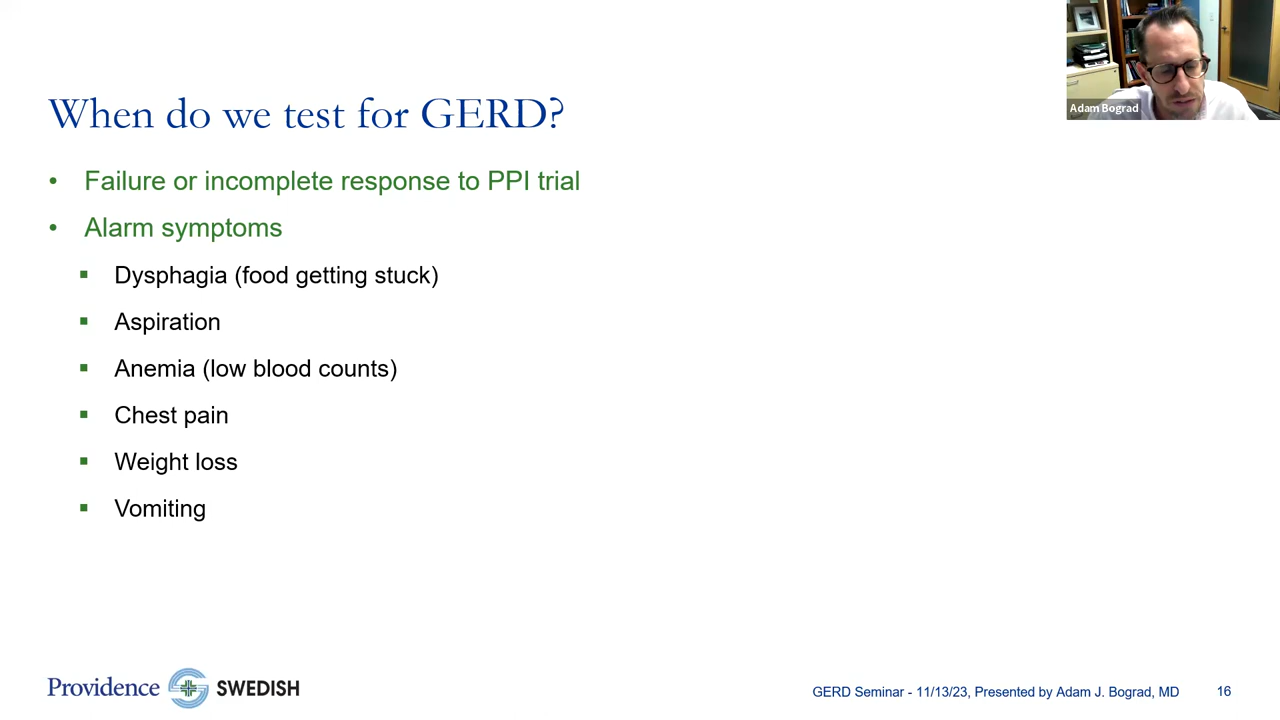 When do we test for GERD?
• Failure or incomplete response to PPI trial
• Alarm symptoms
▪ Dysphagia (food getting stuck)
▪ Aspiration
▪ Anemia (low blood counts)
▪ Chest pain
▪ Weight loss
▪ Vomiting
Adam Bograd
Providence SWEDISH
GERD Seminar - 11/13/23, Presented by Adam J. Bograd, MD 16